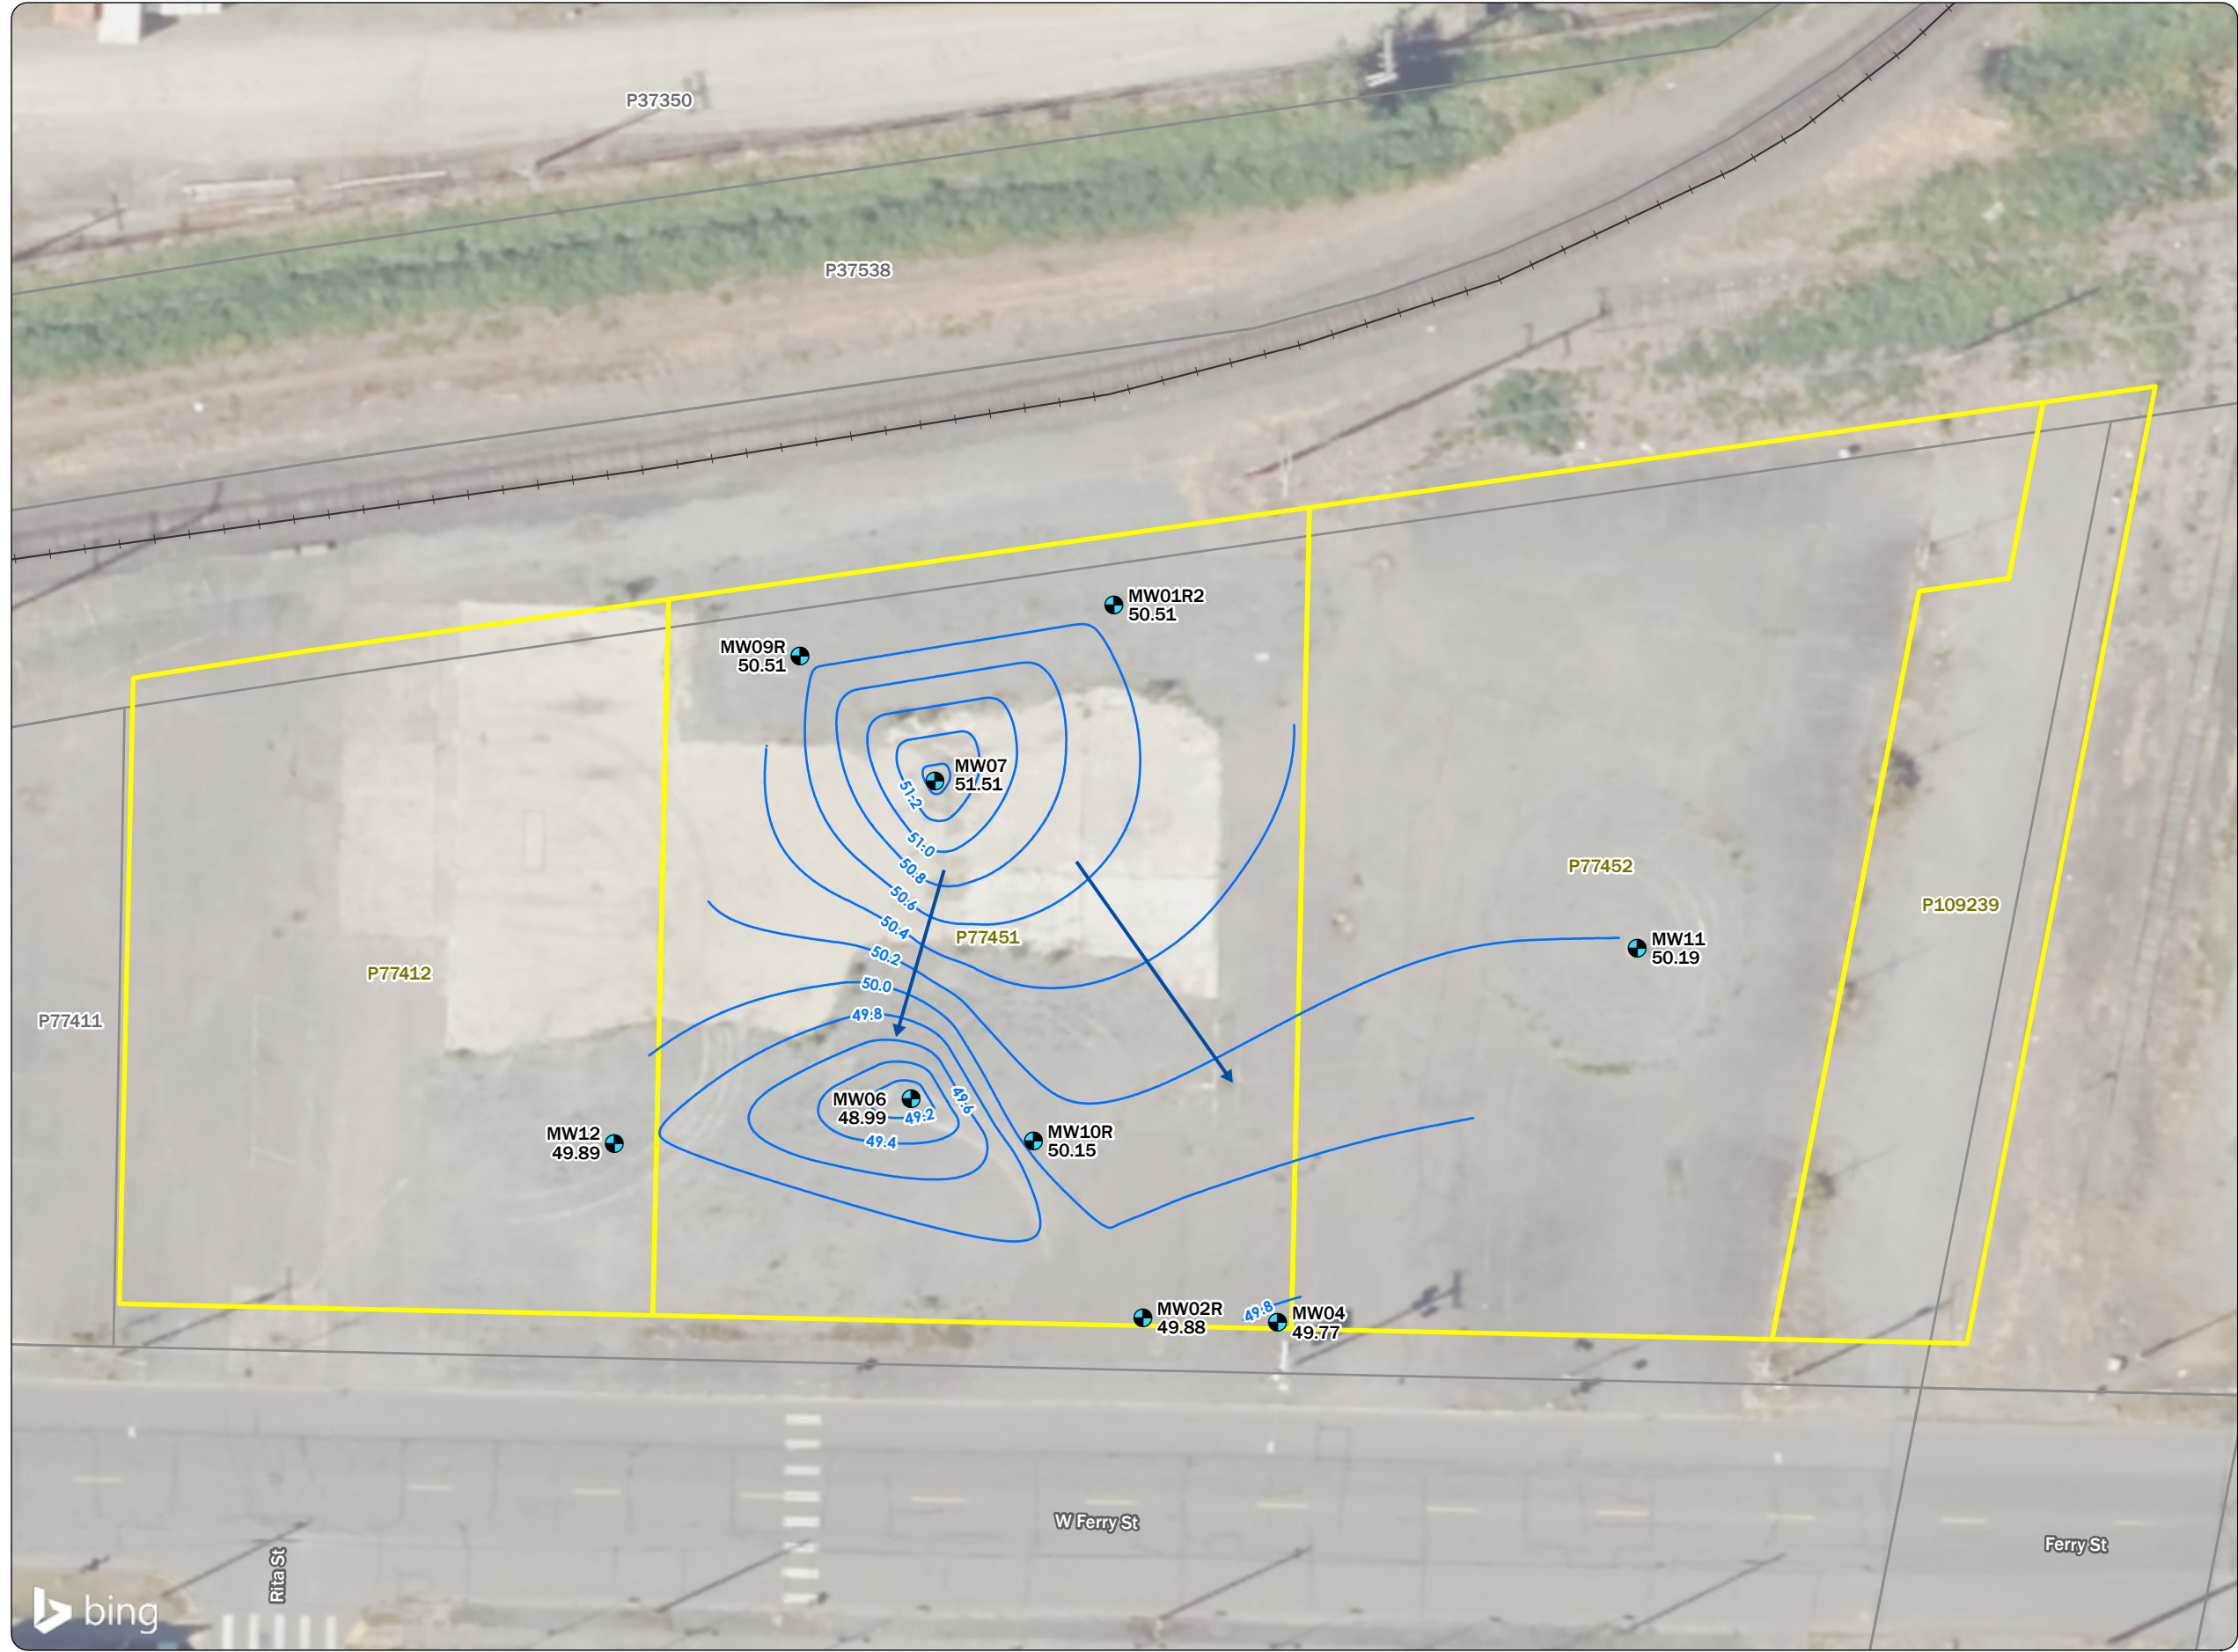 P37350
P37538
MW01R2
50.51
MW09R
50.51
MW07
51.51
51.2
51.0
50.8
50.6
50.4
50.2
50.0
49.8
P77451
P77452
P109239
MW11
50.19
P77412
P77411
MW06
48.99
49.2
49.4
49.6
MW12
49.89
MW10R
50.15
MW02R
49.88
49.8
MW04
49.77
W Ferry St
Ferry St
Rita St
bing